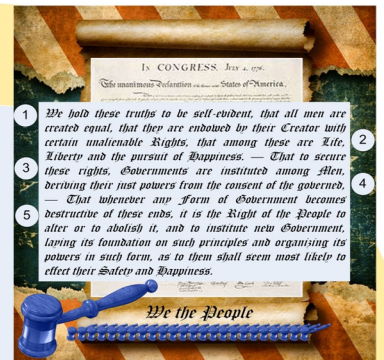 IN CONGRESS, JULY 4, 1776.
The unanimous Declaration of the thirteen united States of America,
1
We hold these truths to be self-evident, that all men are
created equal, that they are endowed by their Creator with
certain unalienable Rights, that among these are Life,
2
Liberty and the pursuit of Happiness. — That to secure
3
these rights, Governments are instituted among Men,
deriving their just powers from the consent of the governed,
4
— That whenever any Form of Government becomes
5
destructive of these ends, it is the Right of the People to
alter or to abolish it, and to institute new Government,
laying its foundation on such principles and organizing its
powers in such form, as to them shall seem most likely to
effect their Safety and Happiness.
We the People